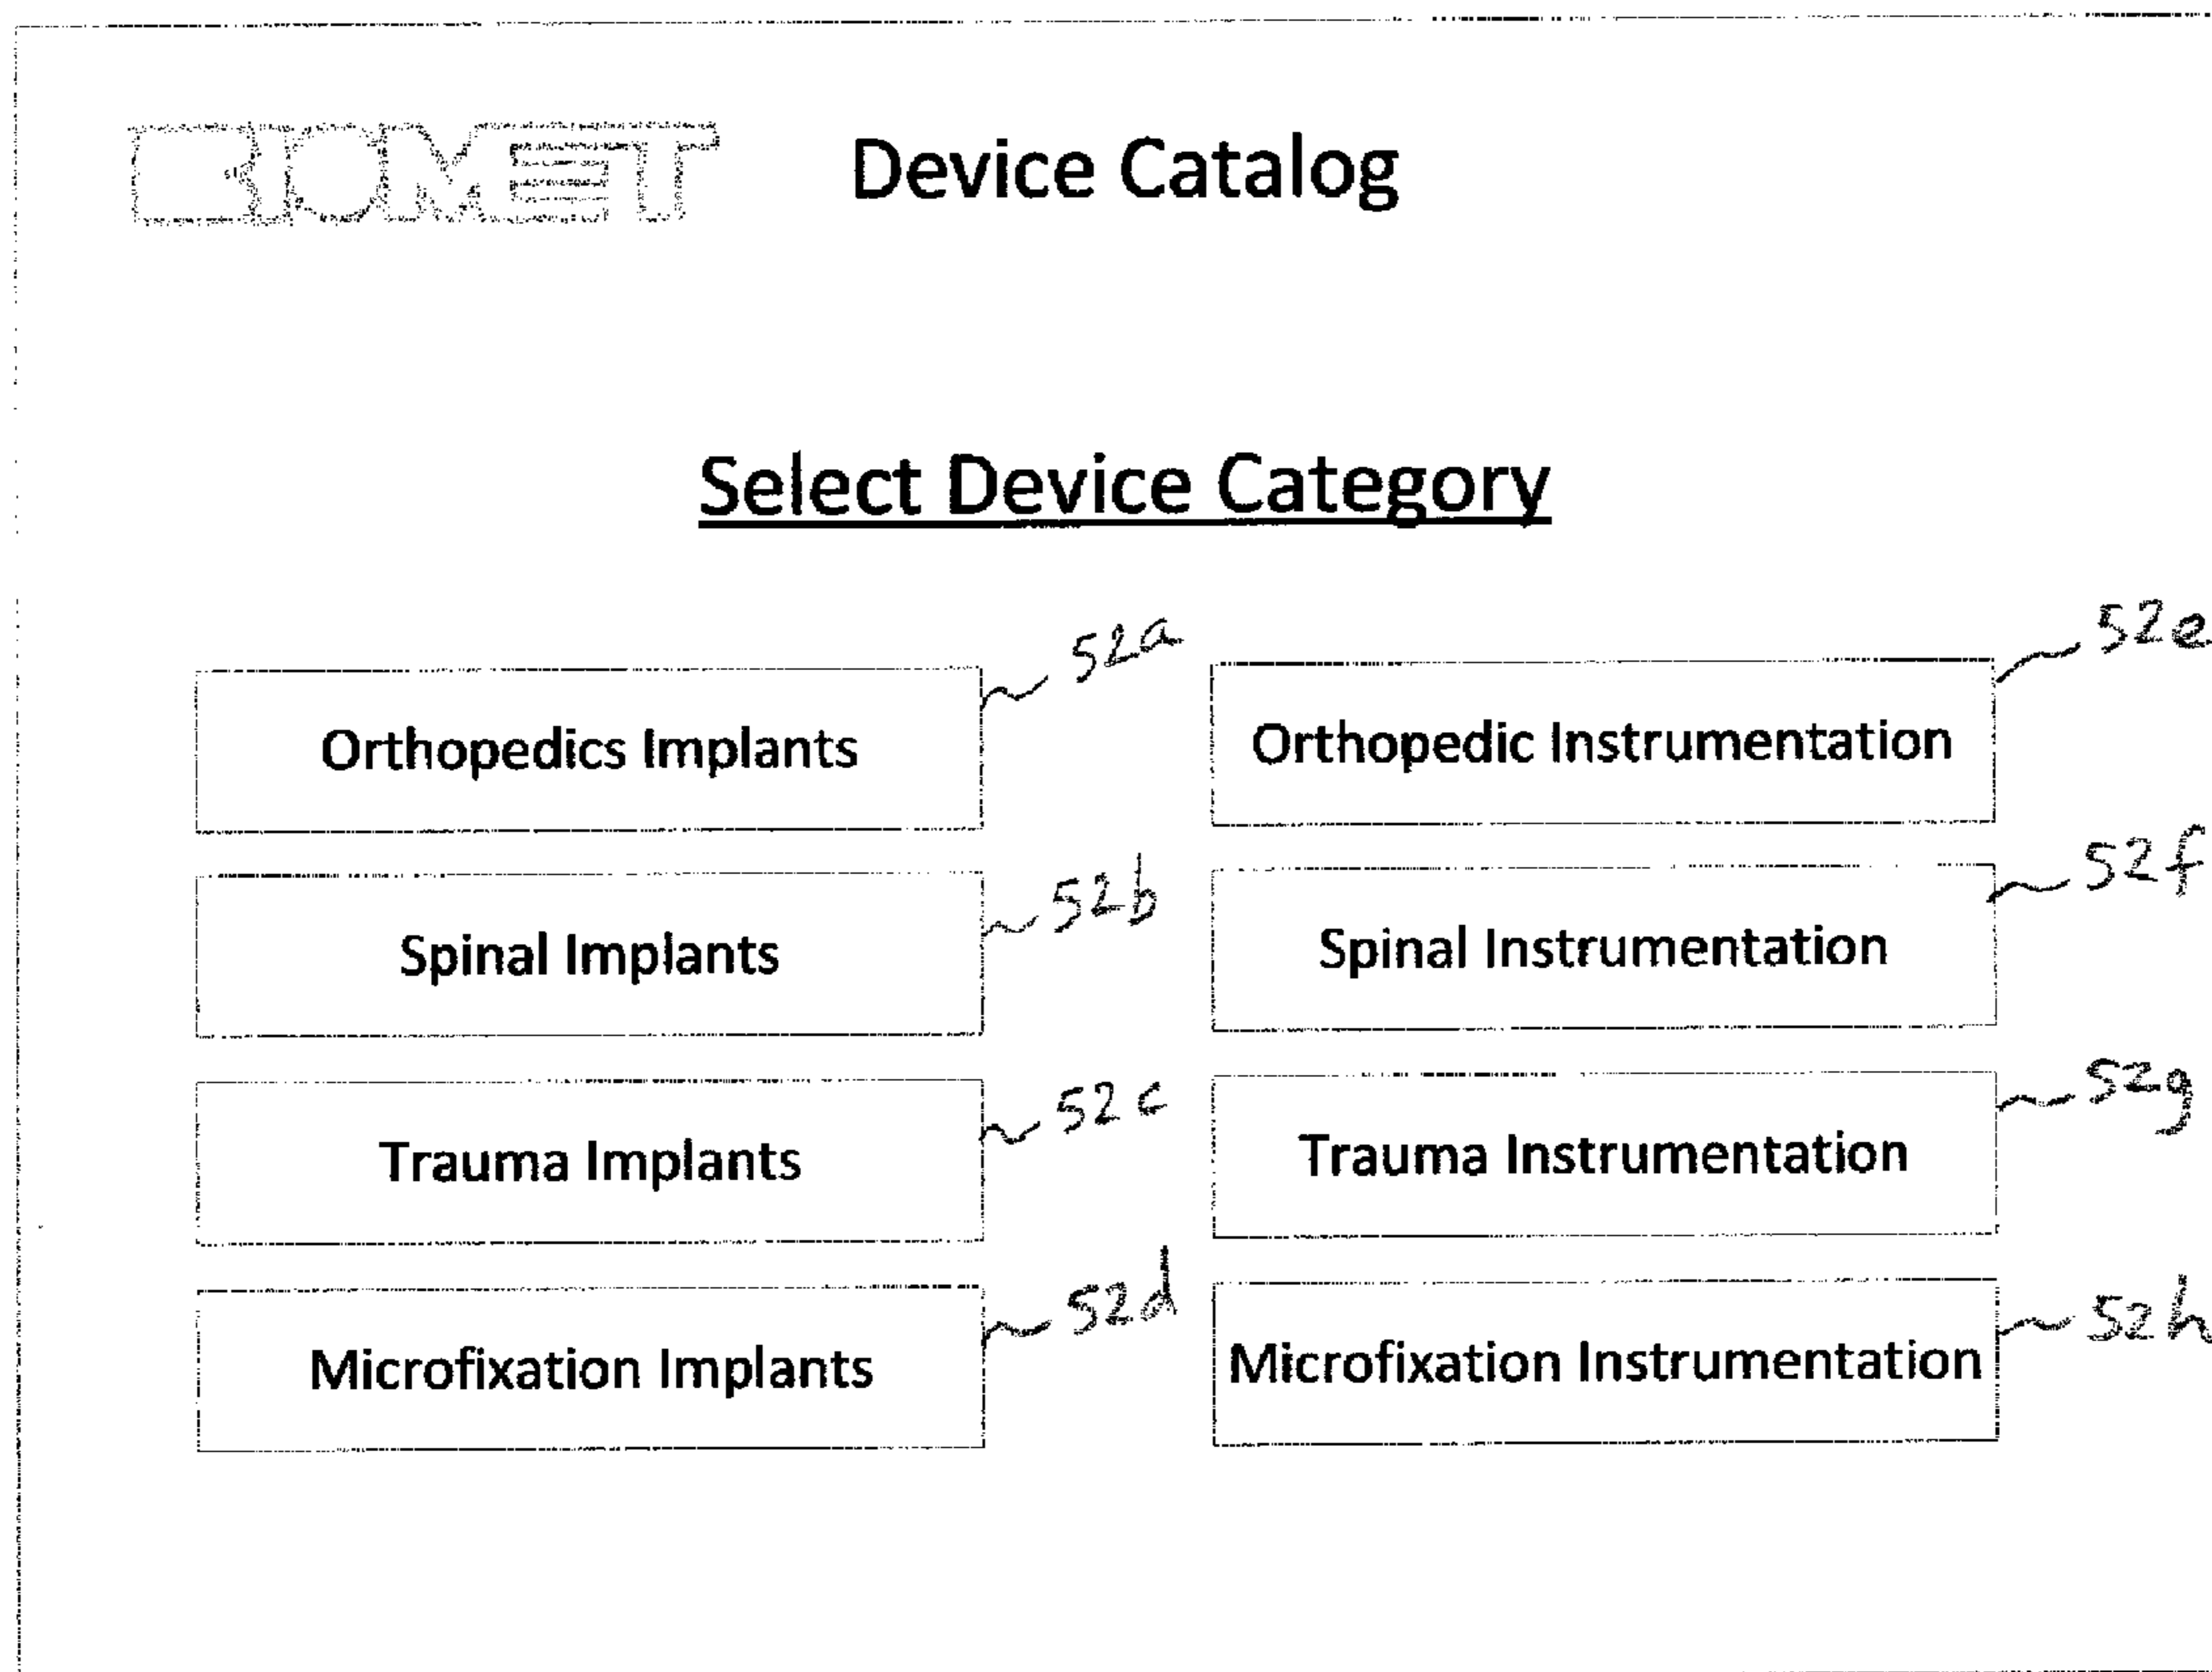 BIOMET Device Catalog
Select Device Category
Orthopedics Implants 52a
Orthopedic Instrumentation 52e
Spinal Implants 52b
Spinal Instrumentation 52f
Trauma Implants 52c
Trauma Instrumentation 52g
Microfixation Implants 52d
Microfixation Instrumentation 52h